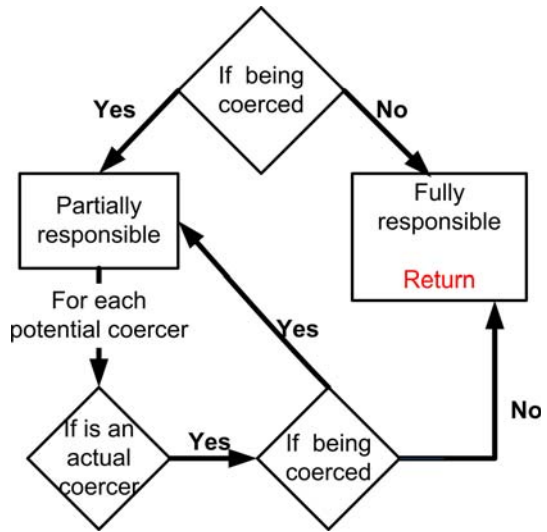 If being
coerced
Yes
No
Partially
responsible
Fully
responsible
Return
For each
potential coercer
Yes
If is an
actual
coercer
Yes
If being
coerced
No